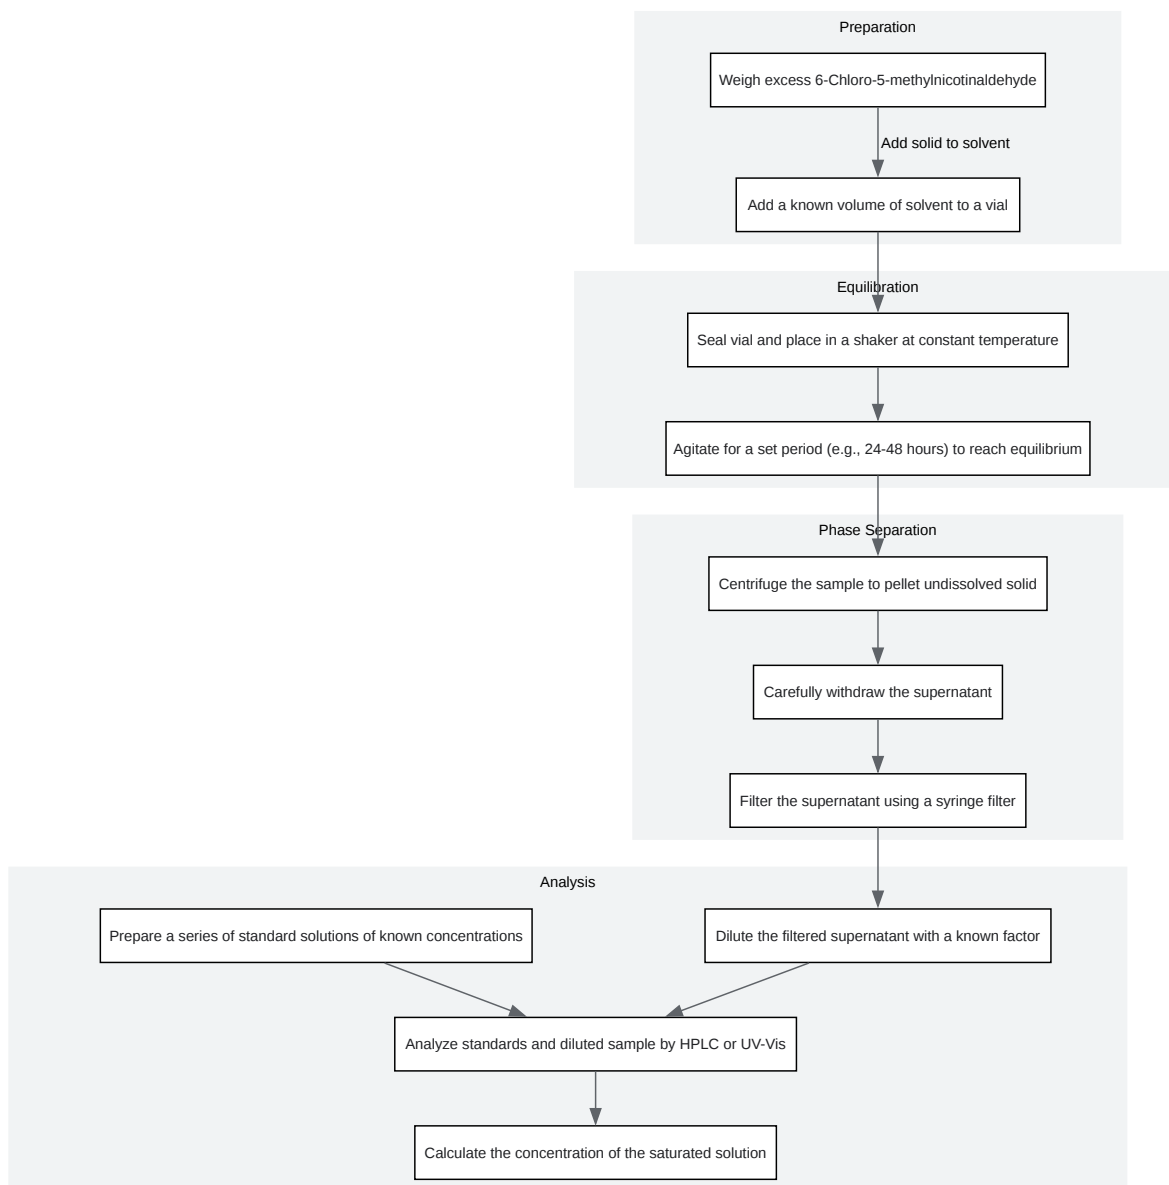 Preparation
Weigh excess 6-Chloro-5-methylnicotinaldehyde
Add solid to solvent
Add a known volume of solvent to a vial
Equilibration
Seal vial and place in a shaker at constant temperature
Agitate for a set period (e.g., 24-48 hours) to reach equilibrium
Phase Separation
Centrifuge the sample to pellet undissolved solid
Carefully withdraw the supernatant
Filter the supernatant using a syringe filter
Analysis
Prepare a series of standard solutions of known concentrations
Dilute the filtered supernatant with a known factor
Analyze standards and diluted sample by HPLC or UV-Vis
Calculate the concentration of the saturated solution